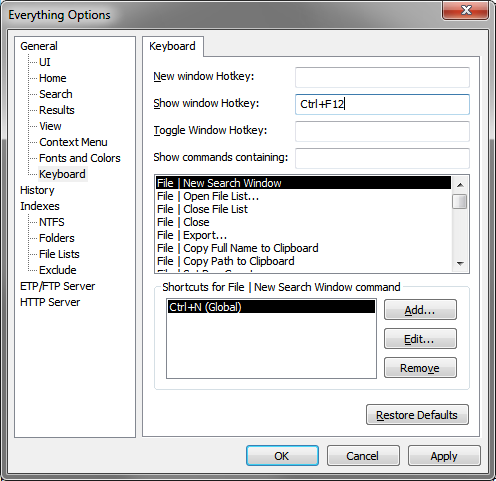 Everything Options
General
UI
Home
Search
Results
View
Context Menu
Fonts and Colors
Keyboard
History
Indexes
NTFS
Folders
File Lists
Exclude
ETP/FTP Server
HTTP Server
Keyboard
New window Hotkey:
Show window Hotkey: Ctrl+F12
Toggle Window Hotkey:
Show commands containing:
File | New Search Window
File | Open File List...
File | Close File List
File | Close
File | Export...
File | Copy Full Name to Clipboard
File | Copy Path to Clipboard
Shortcuts for File | New Search Window command
Ctrl+N (Global)
Add...
Edit...
Remove
Restore Defaults
OK Cancel Apply